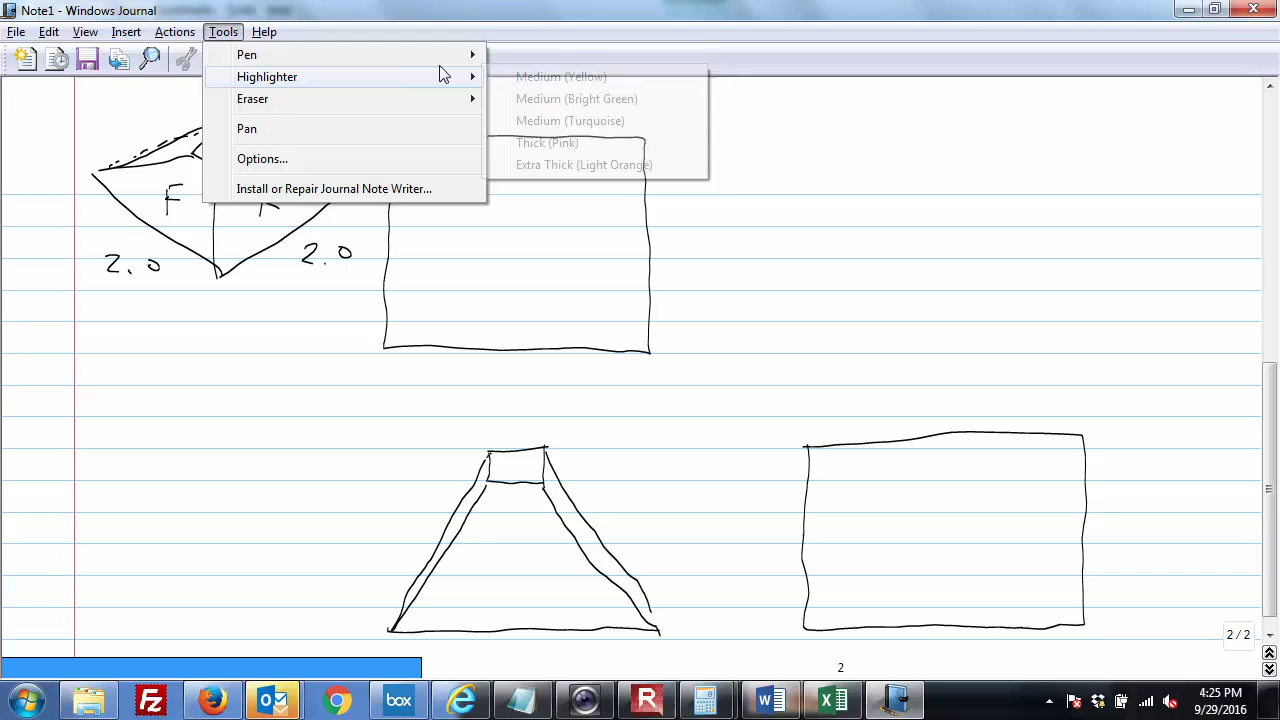 Note1 - Windows Journal
File Edit View Insert Actions Tools Help
Pen
Highlighter
Eraser
Pan
Options...
Install or Repair Journal Note Writer...
Medium (Yellow)
Medium (Bright Green)
Medium (Turquoise)
Thick (Pink)
Extra Thick (Light Orange)
F
2.0
2.0
2 / 2
2
Fz
box
e
R
W
X
4:25 PM
9/29/2016